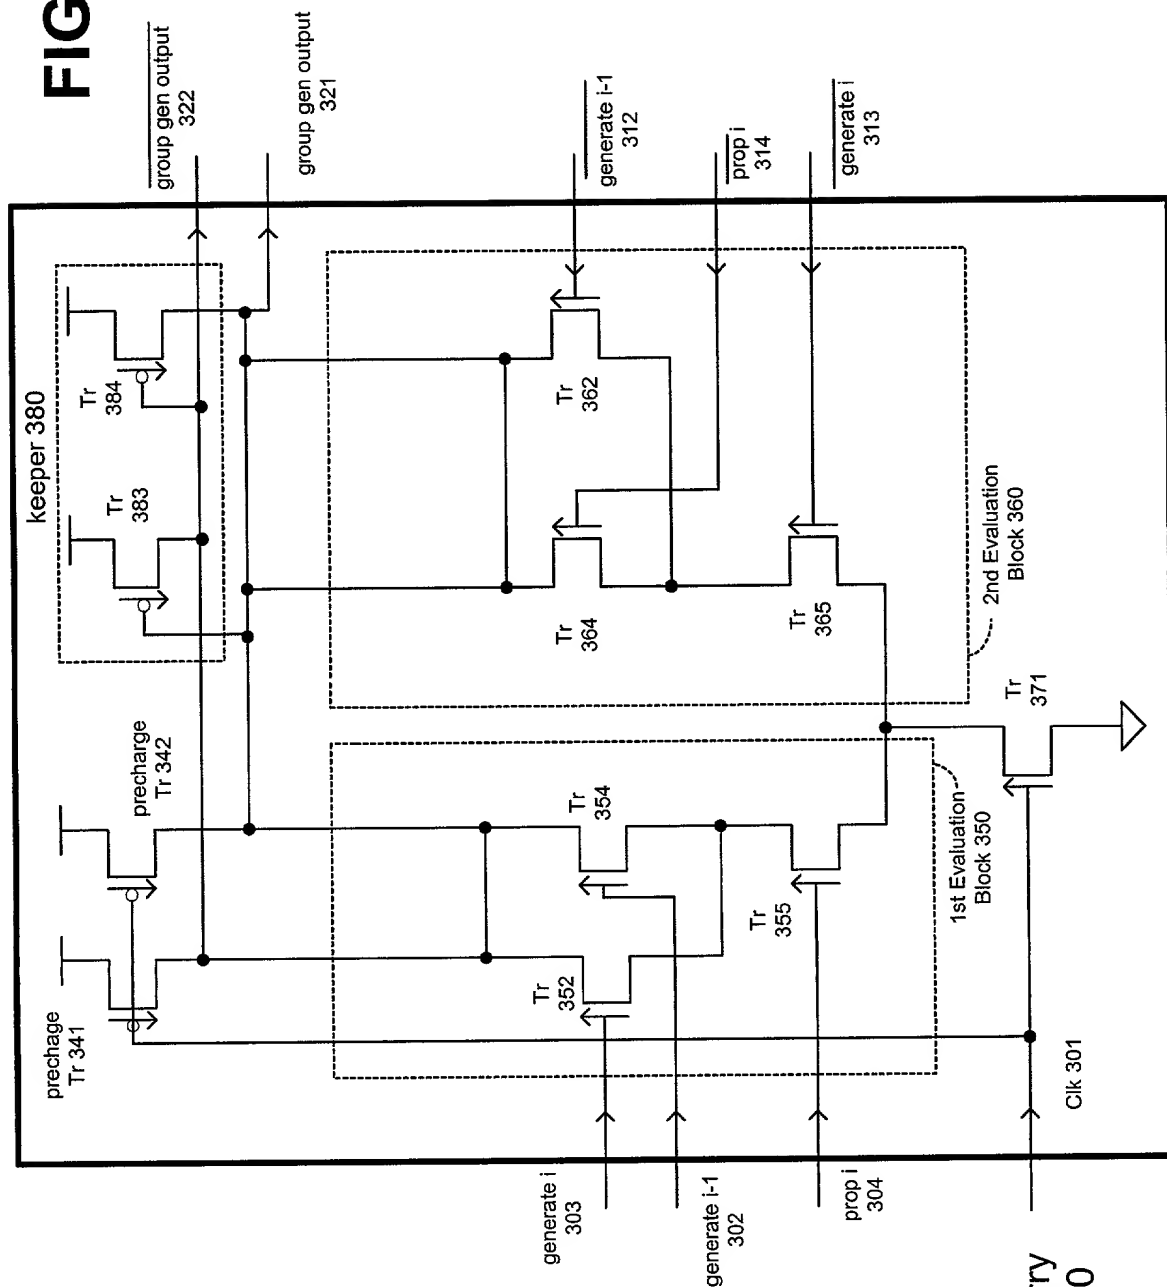 FIG
group gen output
322
group gen output
321
generate i-1
312
prop i
314
generate i
313
keeper 380
Tr
384
Tr
383
Tr
362
Tr
364
Tr
365
2nd Evaluation
Block 360
precharge
Tr 342
prechage
Tr 341
Tr
354
Tr
352
Tr
355
1st Evaluation
Block 350
Tr
371
Clk 301
generate i
303
generate i-1
302
prop i
304
rry
0